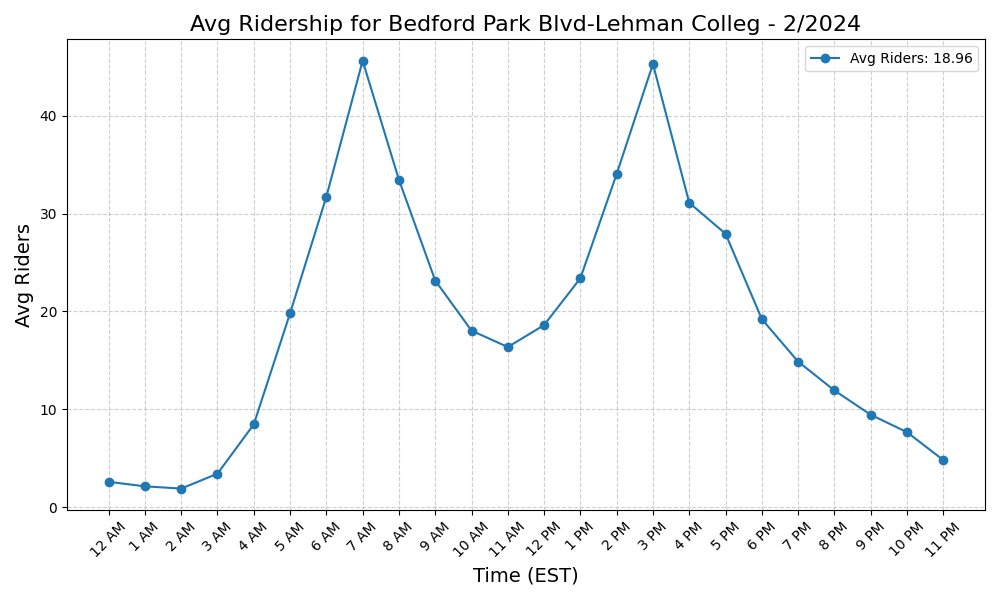 Avg Ridership for Bedford Park Blvd-Lehman Colleg - 2/2024
Avg Riders: 18.96
Avg Riders
40
30
20
10
0
12 AM 1 AM 2 AM 3 AM 4 AM 5 AM 6 AM 7 AM 8 AM 9 AM 10 AM 11 AM 12 PM 1 PM 2 PM 3 PM 4 PM 5 PM 6 PM 7 PM 8 PM 9 PM 10 PM 11 PM
Time (EST)